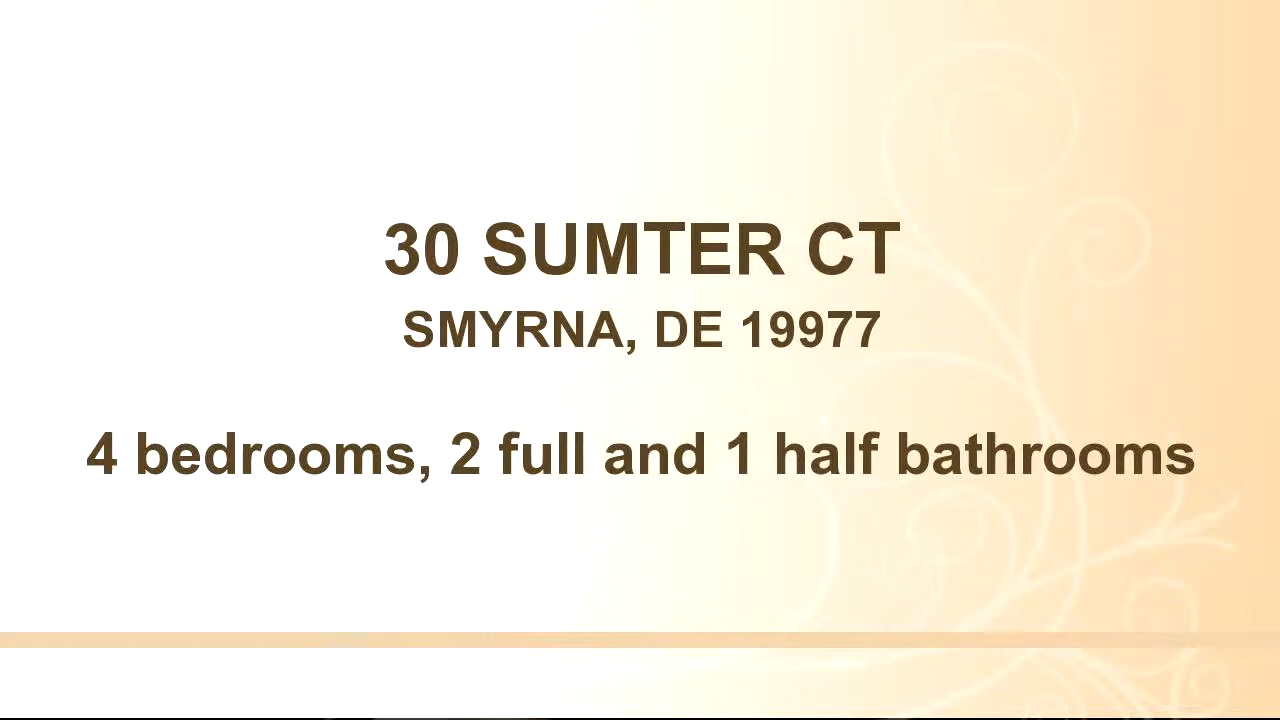 30 SUMTER CT
SMYRNA, DE 19977
4 bedrooms, 2 full and 1 half bathrooms